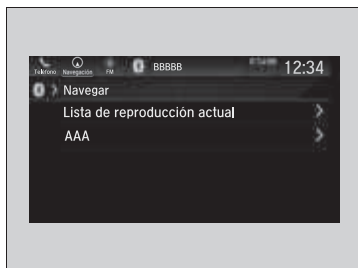 Teléfono Navegación FM BBBBB 12:34
Navegar
Lista de reproducción actual
AAA